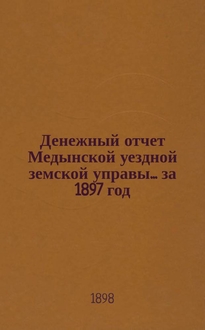 Денежный отчет
Медынской уездной
земской управы... за
1897 год
1898